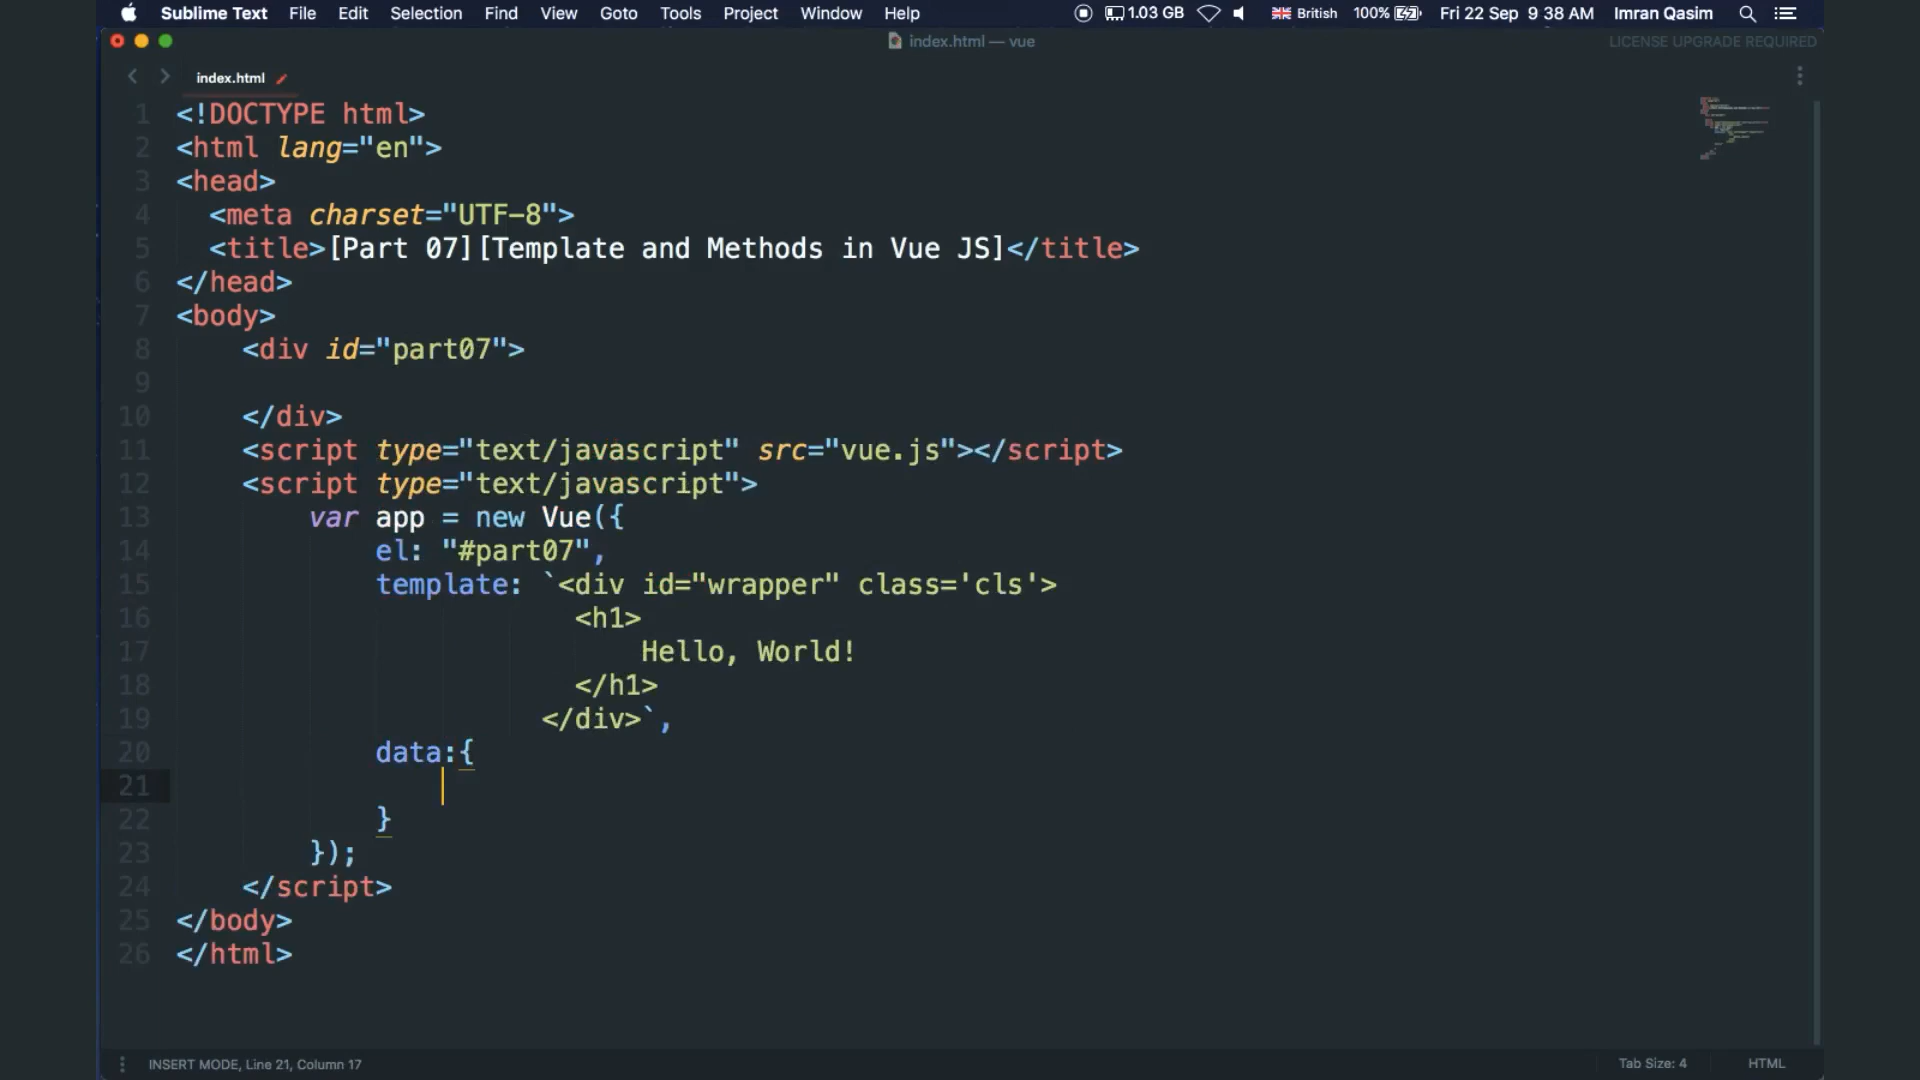 Sublime Text File Edit Selection Find View Goto Tools Project Window Help 1.03 GB British 100% Fri 22 Sep 9 38 AM Imran Qasim
index.html — vue LICENSE UPGRADE REQUIRED
index.html
1 <!DOCTYPE html>
2 <html lang="en">
3 <head>
4 <meta charset="UTF-8">
5 <title>[Part 07][Template and Methods in Vue JS]</title>
6 </head>
7 <body>
8 <div id="part07">
9
10 </div>
11 <script type="text/javascript" src="vue.js"></script>
12 <script type="text/javascript">
13 var app = new Vue({
14 el: "#part07",
15 template: `<div id="wrapper" class='cls'>
16 <h1>
17 Hello, World!
18 </h1>
19 </div>`,
20 data:{
21
22 }
23 });
24 </script>
25 </body>
26 </html>
INSERT MODE, Line 21, Column 17 Tab Size: 4 HTML